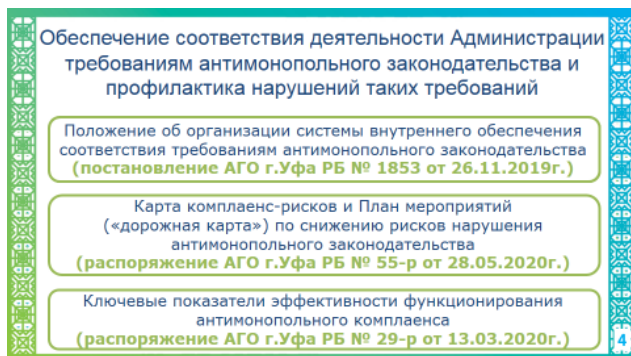 Обеспечение соответствия деятельности Администрации
требованиям антимонопольного законодательства и
профилактика нарушений таких требований
Положение об организации системы внутреннего обеспечения
соответствия требованиям антимонопольного законодательства
(постановление АГО г.Уфа РБ № 1853 от 26.11.2019г.)
Карта комплаенс-рисков и План мероприятий
(«дорожная карта») по снижению рисков нарушения
антимонопольного законодательства
(распоряжение АГО г.Уфа РБ № 55-р от 28.05.2020г.)
Ключевые показатели эффективности функционирования
антимонопольного комплаенса
(распоряжение АГО г.Уфа РБ № 29-р от 13.03.2020г.)
4